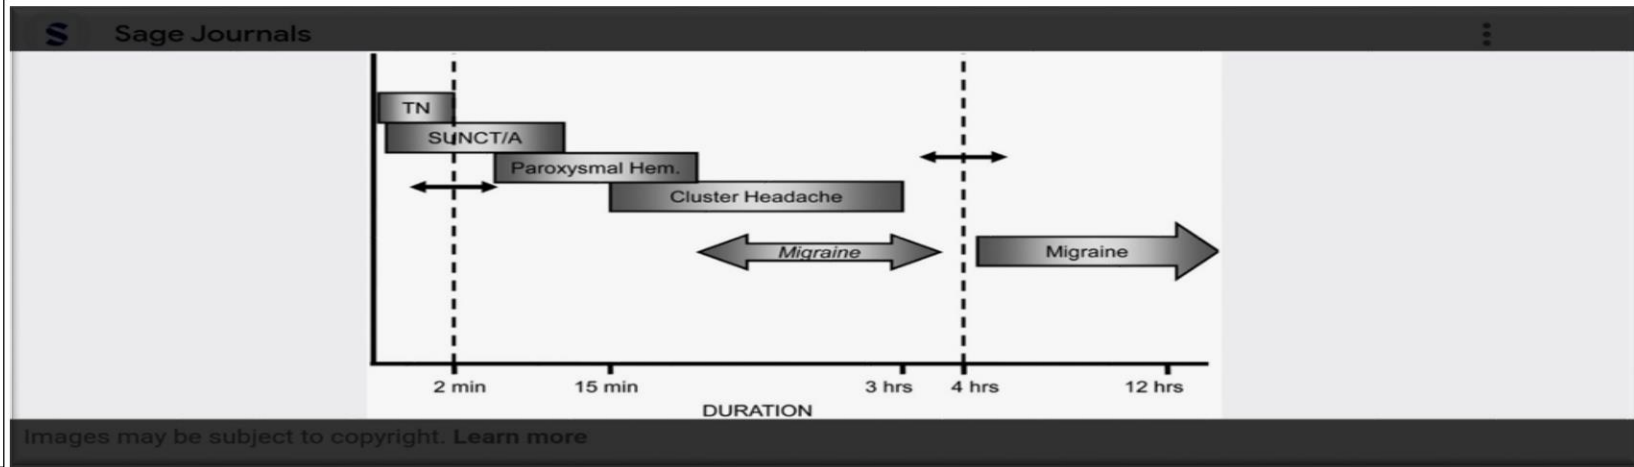 S Sage Journals
TN
SUNCT/A
Paroxysmal Hem.
Cluster Headache
Migraine Migraine
2 min 15 min 3 hrs 4 hrs 12 hrs
DURATION
Images may be subject to copyright. Learn more